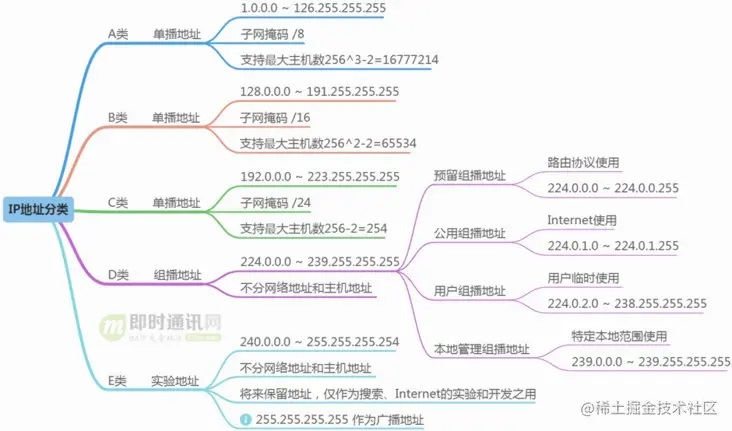 IP地址分类
A类 单播地址
1.0.0.0 ~ 126.255.255.255
子网掩码 /8
支持最大主机数256^3-2=16777214
B类 单播地址
128.0.0.0 ~ 191.255.255.255
子网掩码 /16
支持最大主机数256^2-2=65534
C类 单播地址
192.0.0.0 ~ 223.255.255.255
子网掩码 /24
支持最大主机数256-2=254
D类 组播地址
224.0.0.0 ~ 239.255.255.255
不分网络地址和主机地址
预留组播地址
路由协议使用
224.0.0.0 ~ 224.0.0.255
公用组播地址
Internet使用
224.0.1.0 ~ 224.0.1.255
用户组播地址
用户临时使用
224.0.2.0 ~ 238.255.255.255
本地管理组播地址
特定本地范围使用
239.0.0.0 ~ 239.255.255.255
E类 实验地址
240.0.0.0 ~ 255.255.255.254
不分网络地址和主机地址
将来保留地址，仅作为搜索、Internet的实验和开发之用
255.255.255.255 作为广播地址
即时通讯网
@稀土掘金技术社区